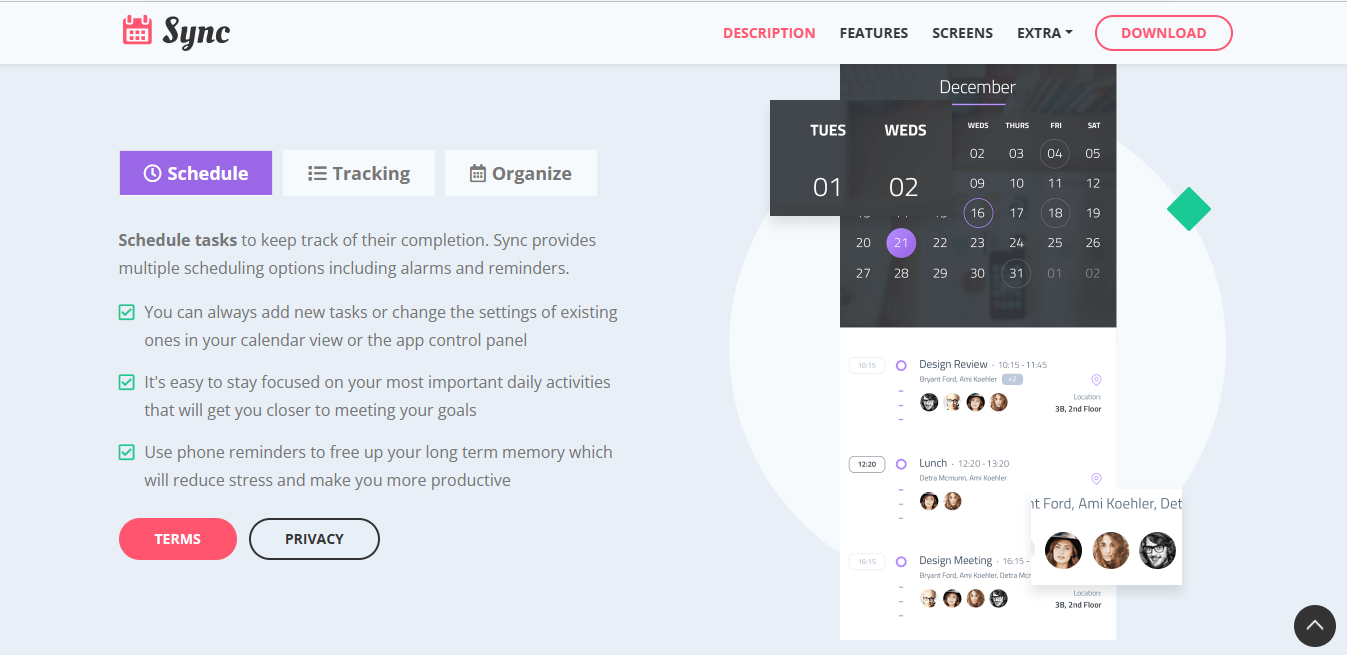 Sync
DESCRIPTION FEATURES SCREENS EXTRA DOWNLOAD
Schedule Tracking Organize
Schedule tasks to keep track of their completion. Sync provides
multiple scheduling options including alarms and reminders.
You can always add new tasks or change the settings of existing
ones in your calendar view or the app control panel
It's easy to stay focused on your most important daily activities
that will get you closer to meeting your goals
Use phone reminders to free up your long term memory which
will reduce stress and make you more productive
TERMS PRIVACY
December
TUES WEDS
01 02
WEDS THURS FRI SAT
02 03 04 05
09 10 11 12
16 17 18 19
20 21 22 23 24 25 26
27 28 29 30 31 01 02
10:15 Design Review · 10:15 - 11:45
Bryant Ford, Ami Koehler +2
Location:
3B, 2nd Floor
12:20 Lunch · 12:20 - 13:20
Detra Mcmunn, Ami Koehler
16:15 Design Meeting · 16:15 -
Bryant Ford, Ami Koehler, Detra
Location:
3B, 2nd Floor
Ford, Ami Koehler, Det